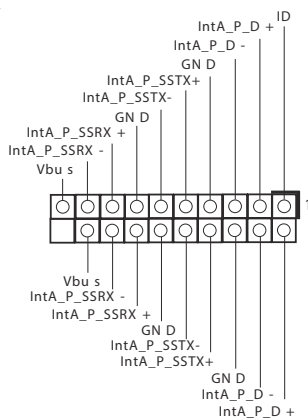 ID
IntA_P_D +
IntA_P_D -
GN D
IntA_P_SSTX+
IntA_P_SSTX-
GN D
IntA_P_SSRX +
IntA_P_SSRX -
Vbu s
1
Vbu s
IntA_P_SSRX -
IntA_P_SSRX +
GN D
IntA_P_SSTX-
IntA_P_SSTX+
GN D
IntA_P_D -
IntA_P_D +